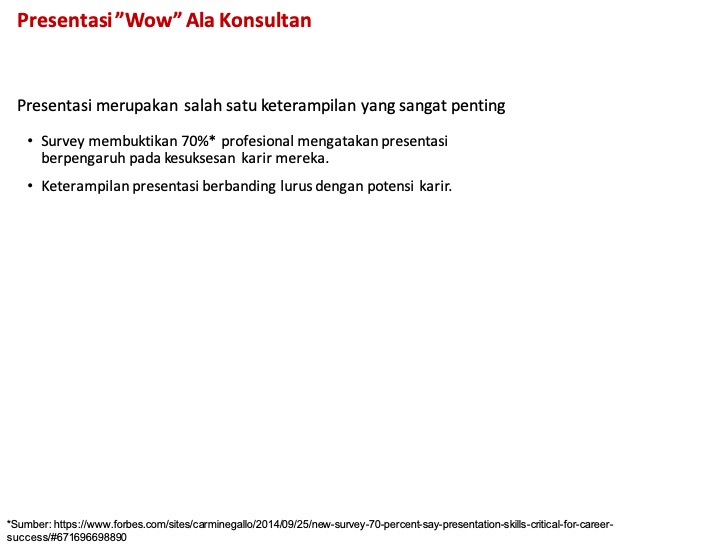 Presentasi ”Wow” Ala Konsultan
Presentasi merupakan salah satu keterampilan yang sangat penting
• Survey membuktikan 70%* profesional mengatakan presentasi
berpengaruh pada kesuksesan karir mereka.
• Keterampilan presentasi berbanding lurus dengan potensi karir.
*Sumber: https://www.forbes.com/sites/carminegallo/2014/09/25/new-survey-70-percent-say-presentation-skills-critical-for-career-
success/#671696698890